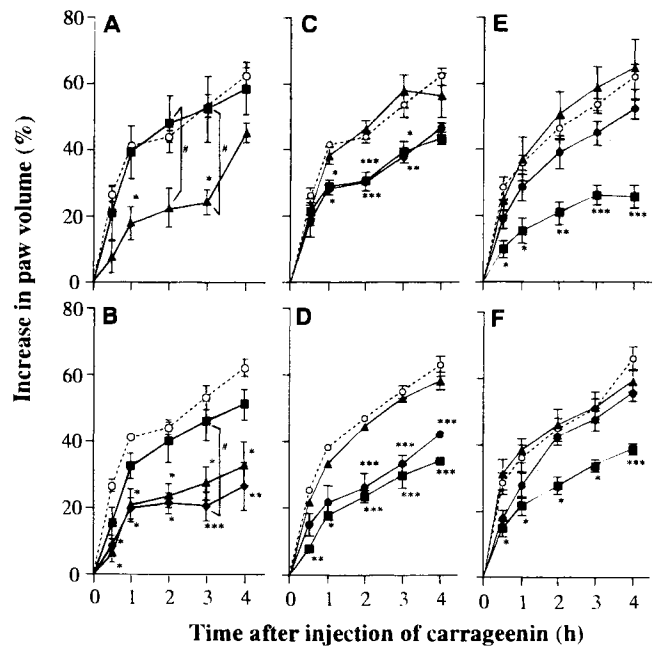 A
C
E
80
60
40
20
0
B
D
F
80
60
40
20
0
0 1 2 3 4 0 1 2 3 4 0 1 2 3 4
Increase in paw volume (%)
Time after injection of carrageenin (h)
* # * #
* *** * * *** **
* * ** *** ***
* * * * * * * # *** * **
** * *** *** *** *** ***
* * * * ***